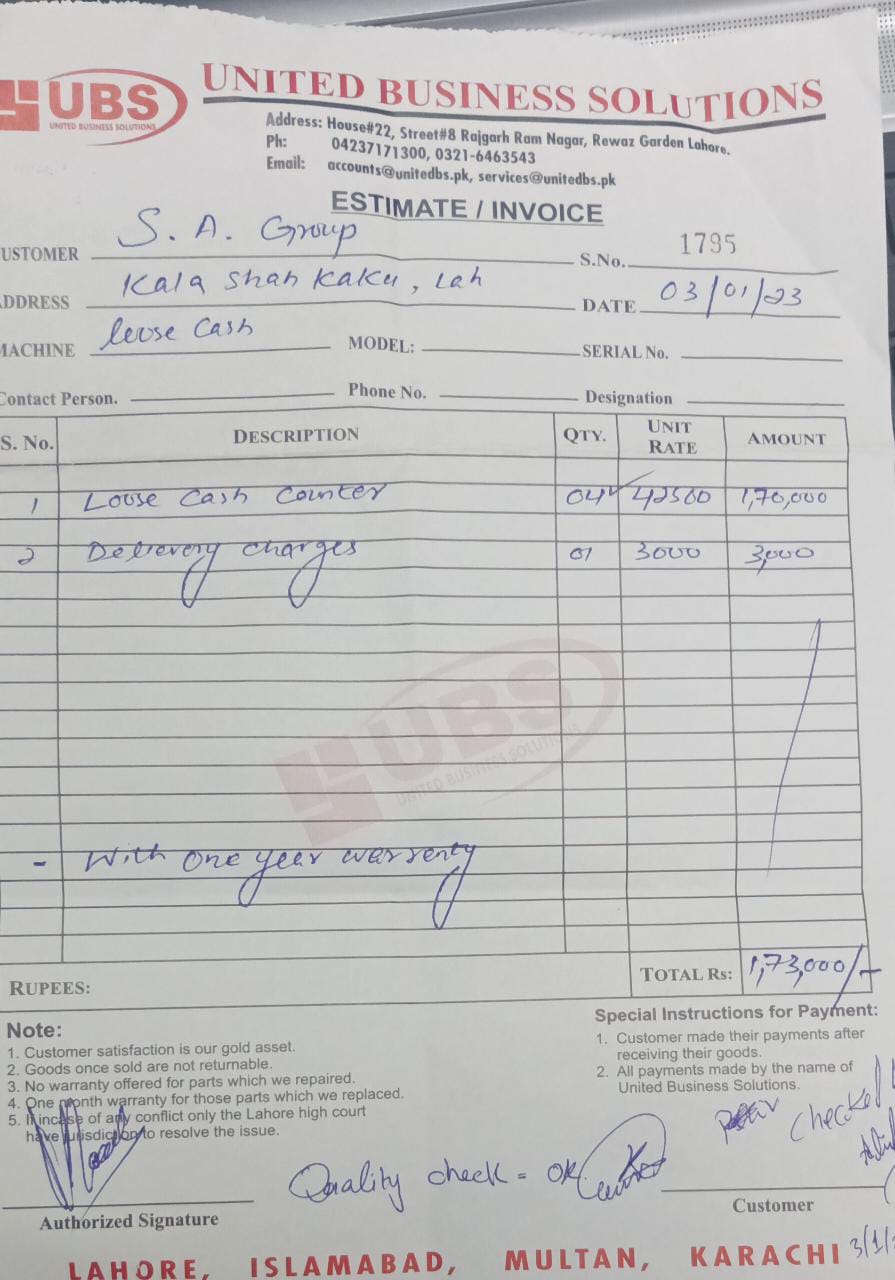 UBS
UNITED BUSINESS SOLUTIONS
UNITED BUSINESS SOLUTIONS
Address: House#22, Street#8 Rajgarh Ram Nagar, Rewaz Garden Lahore.
Ph: 04237171300, 0321-6463543
Email: accounts@unitedbs.pk, services@unitedbs.pk
ESTIMATE / INVOICE
USTOMER S. A. Group S.No. 1795
ADDRESS Kala Shah Kaku, Lah DATE 03/01/23
MACHINE loose Cash MODEL: SERIAL No.
Contact Person. Phone No. Designation
S. No. DESCRIPTION QTY. UNIT RATE AMOUNT
1 Loose Cash Counter 04 42500 1,70,000
2 Delievery charges 01 3000 3,000
UBS
UNITED BUSINESS SOLUTIONS
- With one year warrenty
RUPEES: TOTAL Rs: 1,73,000/-
Note:
1. Customer satisfaction is our gold asset.
2. Goods once sold are not returnable.
3. No warranty offered for parts which we repaired.
4. One month warranty for those parts which we replaced.
5. If incase of any conflict only the Lahore high court
have jurisdiction to resolve the issue.
Special Instructions for Payment:
1. Customer made their payments after
receiving their goods.
2. All payments made by the name of
United Business Solutions.
Checked
Quality check = OK
Authorized Signature
Customer
3/1/
LAHORE, ISLAMABAD, MULTAN, KARACHI